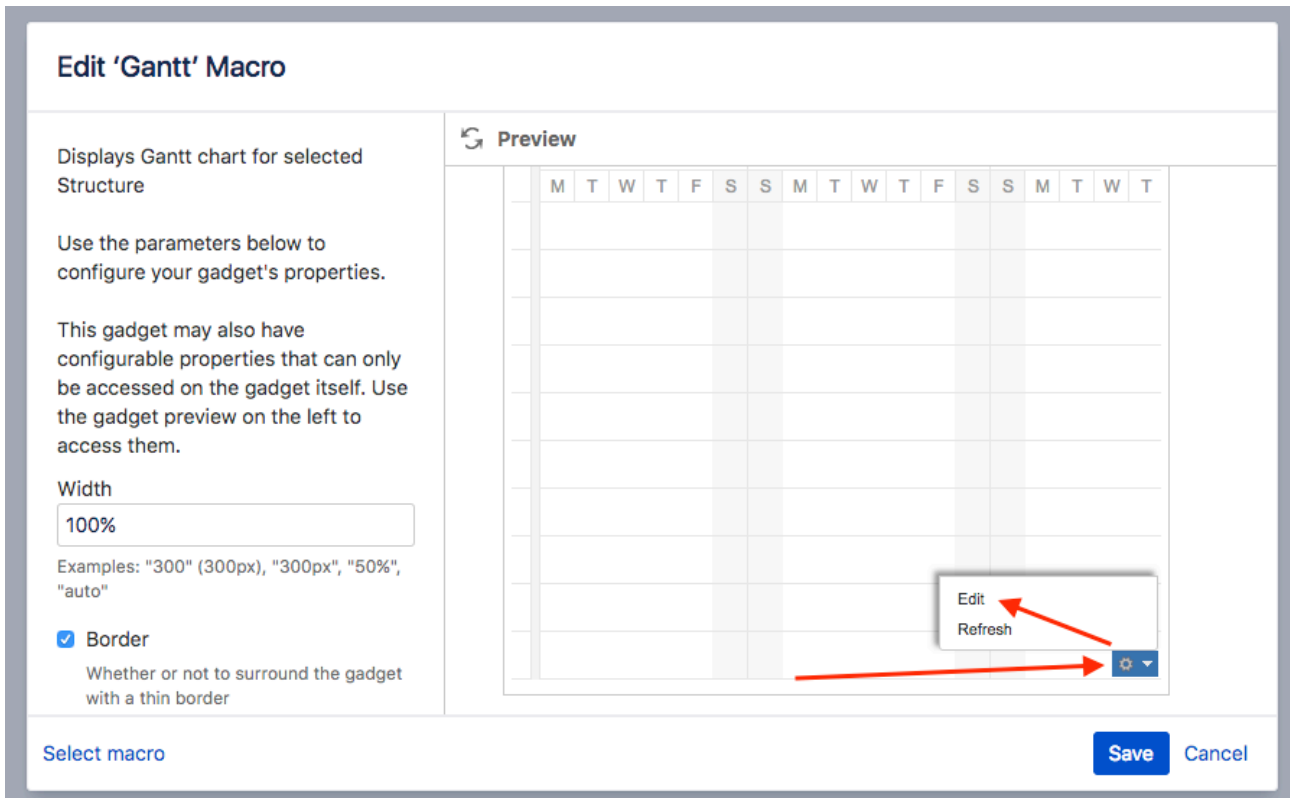 Edit ‘Gantt’ Macro
Displays Gantt chart for selected
Structure
Use the parameters below to
configure your gadget's properties.
This gadget may also have
configurable properties that can only
be accessed on the gadget itself. Use
the gadget preview on the left to
access them.
Width
100%
Examples: "300" (300px), "300px", "50%",
"auto"
Border
Whether or not to surround the gadget
with a thin border
Preview
M T W T F S S M T W T F S S M T W T
Edit
Refresh
Select macro
Save Cancel